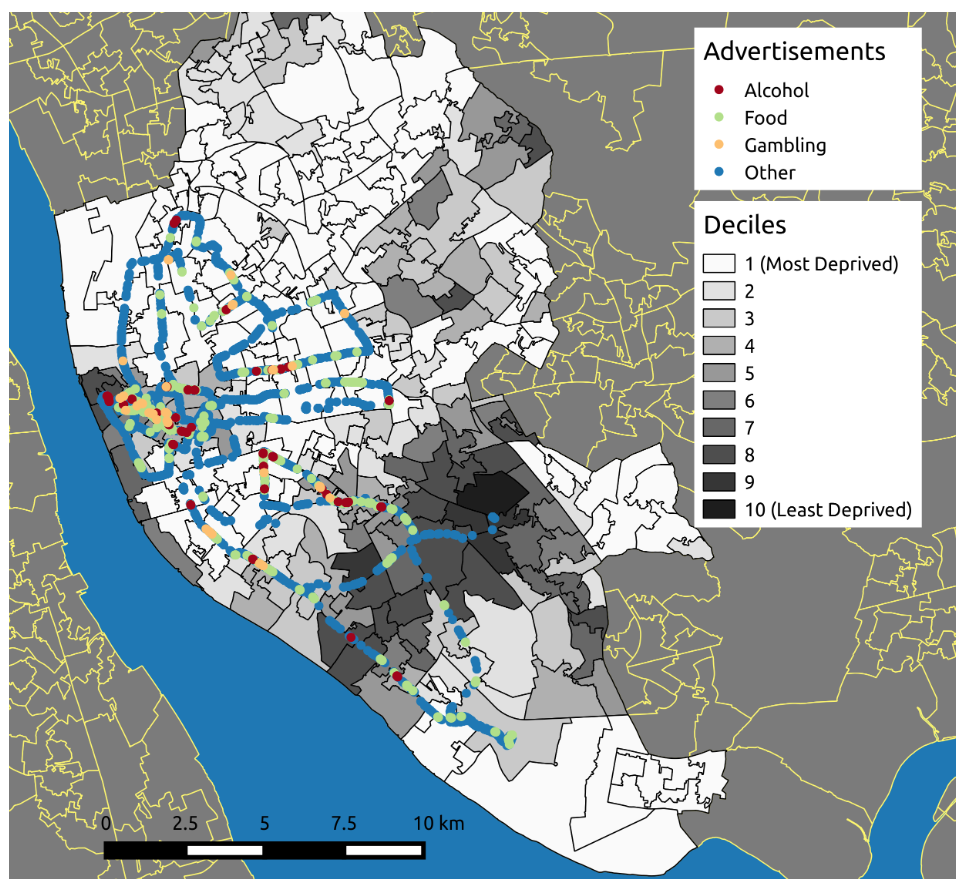 Advertisements
Alcohol
Food
Gambling
Other
Deciles
1 (Most Deprived)
2
3
4
5
6
7
8
9
10 (Least Deprived)
0 2.5 5 7.5 10 km